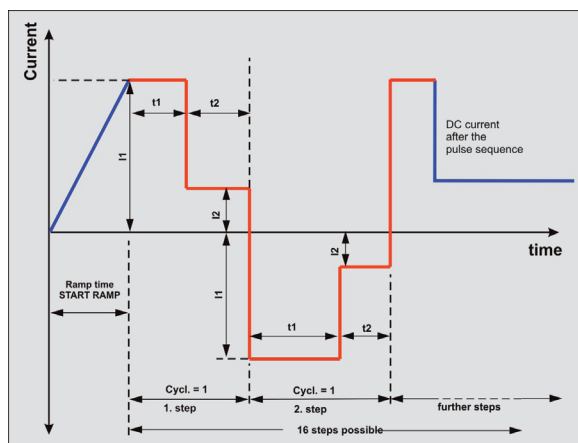 Current
t1
t2
I1
I2
DC current
after the
pulse sequence
I2
time
Ramp time
START RAMP
I1
t1
t2
Cycl. = 1
Cycl. = 1
1. step
2. step
further steps
16 steps possible